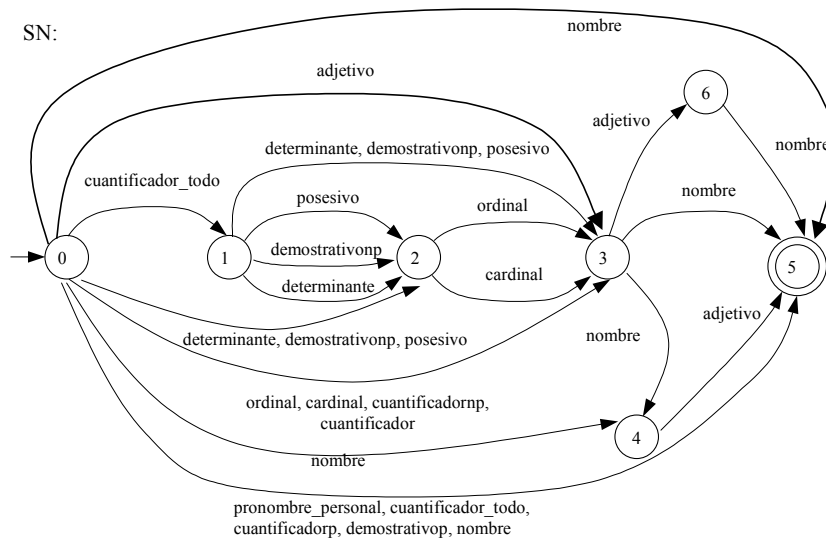 SN:
nombre
adjetivo
6
determinante, demostrativonp, posesivo
adjetivo
nombre
cuantificador_todo
posesivo
ordinal
nombre
0
1
demostrativonp
2
3
5
determinante
cardinal
adjetivo
determinante, demostrativonp, posesivo
nombre
ordinal, cardinal, cuantificadornp,
cuantificador
4
nombre
pronombre_personal, cuantificador_todo,
cuantificadorp, demostrativop, nombre